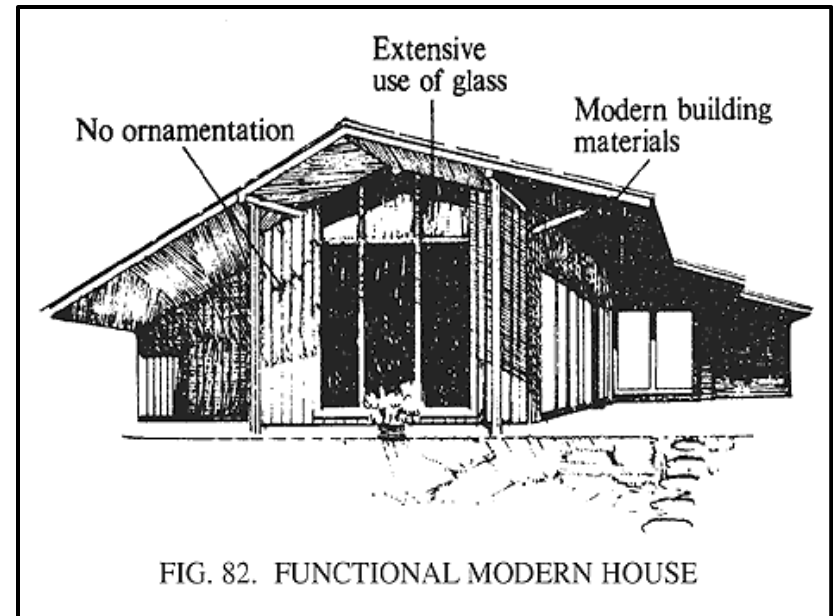 Extensive
use of glass
No ornamentation
Modern building
materials
FIG. 82. FUNCTIONAL MODERN HOUSE